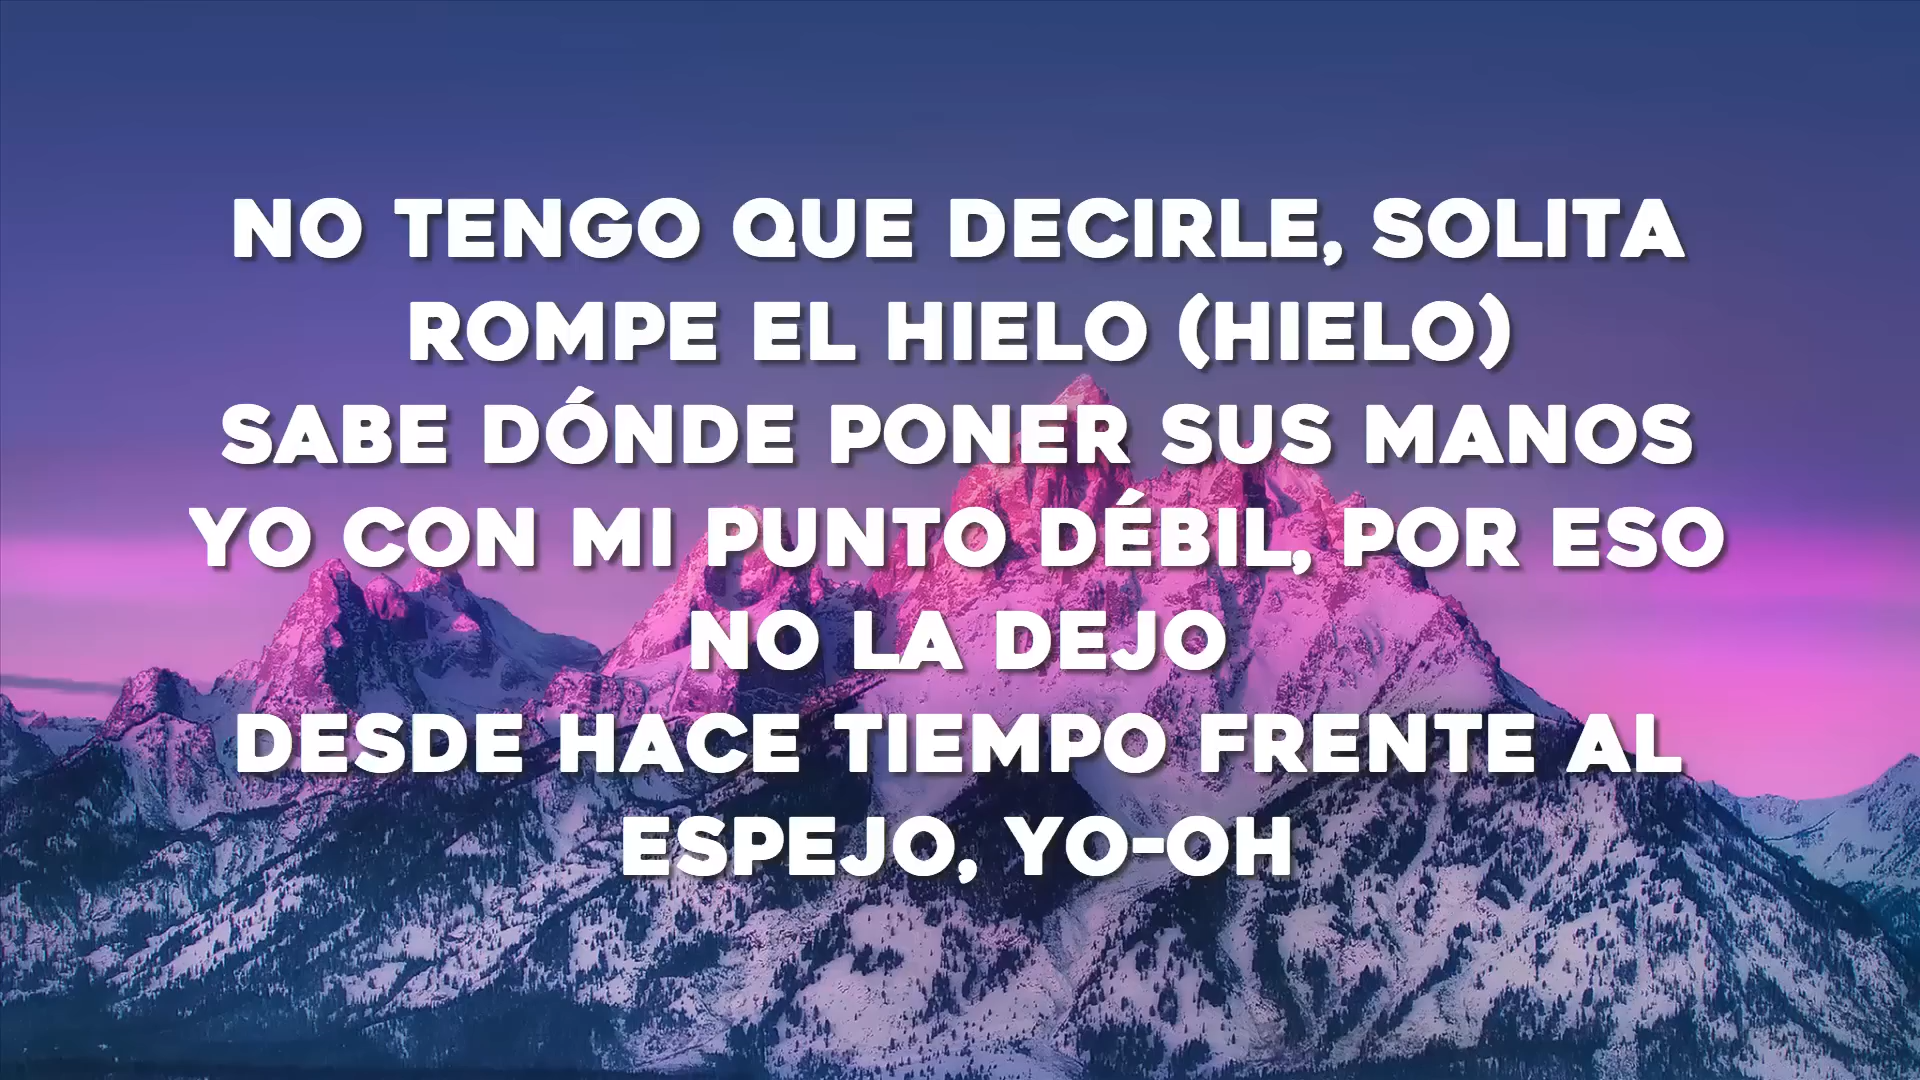 NO TENGO QUE DECIRLE, SOLITA
ROMPE EL HIELO (HIELO)
SABE DÓNDE PONER SUS MANOS
YO CON MI PUNTO DÉBIL, POR ESO
NO LA DEJO
DESDE HACE TIEMPO FRENTE AL
ESPEJO, YO-OH